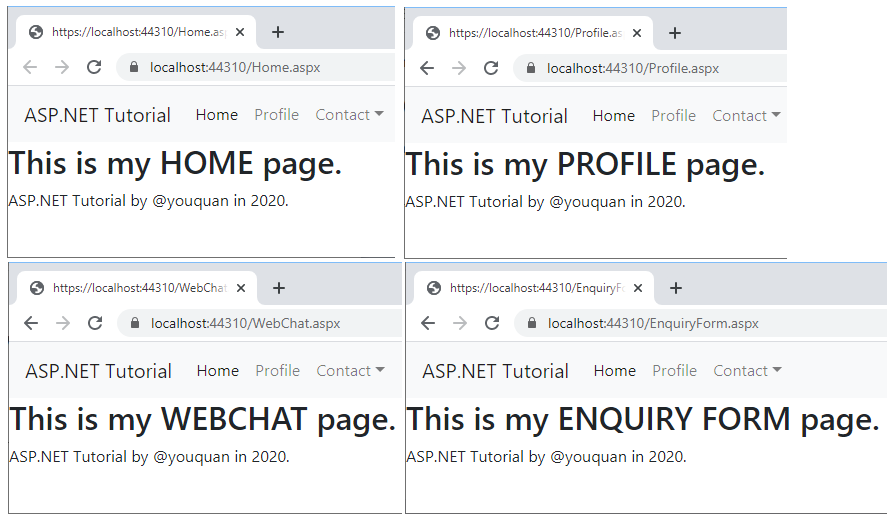 https://localhost:44310/Home.as
localhost:44310/Home.aspx
ASP.NET Tutorial Home Profile Contact
This is my HOME page.
ASP.NET Tutorial by @youquan in 2020.
https://localhost:44310/Profile.as
localhost:44310/Profile.aspx
ASP.NET Tutorial Home Profile Contact
This is my PROFILE page.
ASP.NET Tutorial by @youquan in 2020.
https://localhost:44310/WebChat
localhost:44310/WebChat.aspx
ASP.NET Tutorial Home Profile Contact
This is my WEBCHAT page.
ASP.NET Tutorial by @youquan in 2020.
https://localhost:44310/EnquiryFo
localhost:44310/EnquiryForm.aspx
ASP.NET Tutorial Home Profile Contact
This is my ENQUIRY FORM page.
ASP.NET Tutorial by @youquan in 2020.